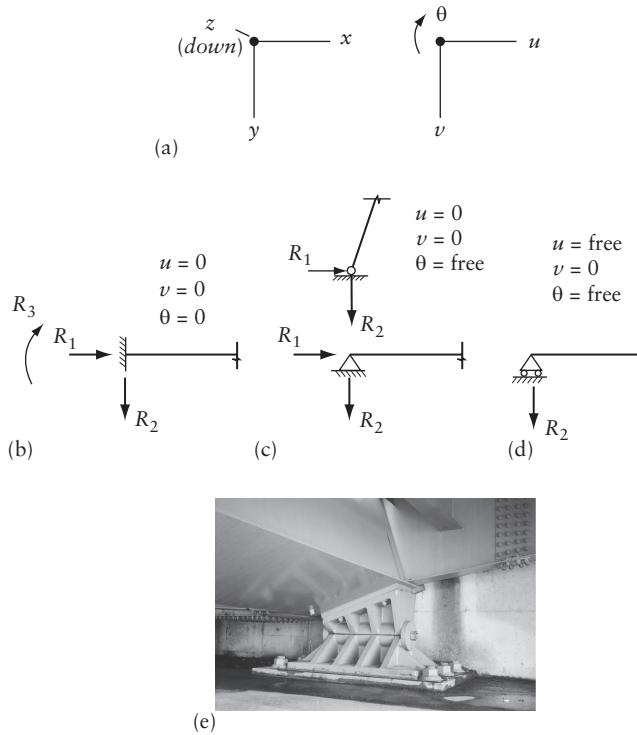 z
(down)
x
y
θ
u
v
(a)
R3
R1
u = 0
v = 0
θ = 0
R2
(b)
R1
u = 0
v = 0
θ = free
R2
R1
R2
(c)
u = free
v = 0
θ = free
R2
(d)
(e)